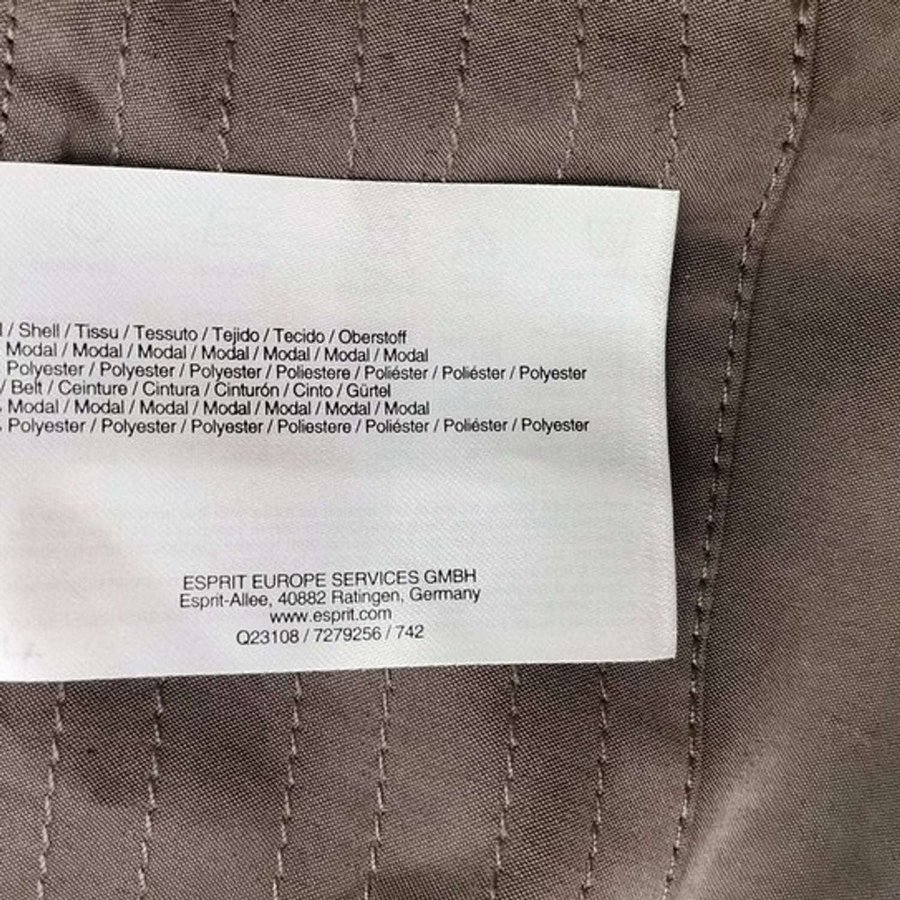 / Shell / Tissu / Tessuto / Tejido / Tecido / Oberstoff
Modal / Modal / Modal / Modal / Modal / Modal / Modal
Polyester / Polyester / Polyester / Poliestere / Poliéster / Poliéster / Polyester
/ Belt / Ceinture / Cintura / Cinturón / Cinto / Gürtel
Modal / Modal / Modal / Modal / Modal / Modal / Modal
Polyester / Polyester / Polyester / Poliestere / Poliéster / Poliéster / Polyester
ESPRIT EUROPE SERVICES GMBH
Esprit-Allee, 40882 Ratingen, Germany
www.esprit.com
Q23108 / 7279256 / 742